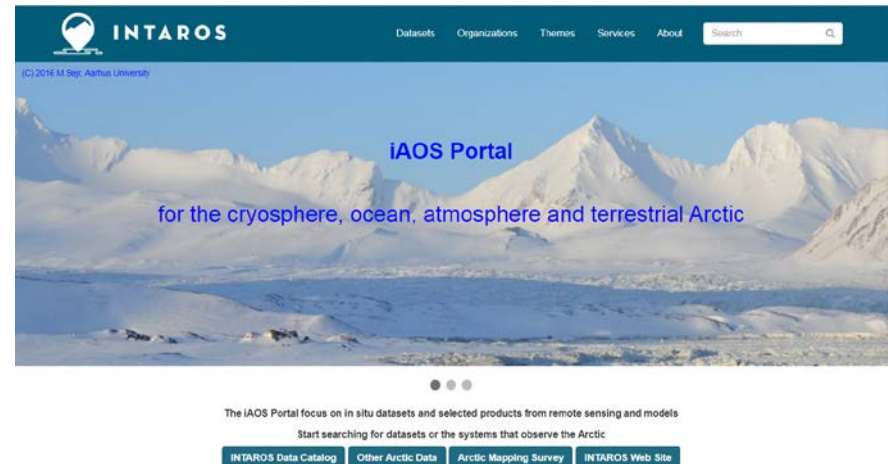 INTAROS
Datasets Organizations Themes Services About Search
(C) 2016 M.Sejr, Aarhus University
iAOS Portal
for the cryosphere, ocean, atmosphere and terrestrial Arctic
The iAOS Portal focus on in situ datasets and selected products from remote sensing and models
Start searching for datasets or the systems that observe the Arctic
INTAROS Data Catalog Other Arctic Data Arctic Mapping Survey INTAROS Web Site